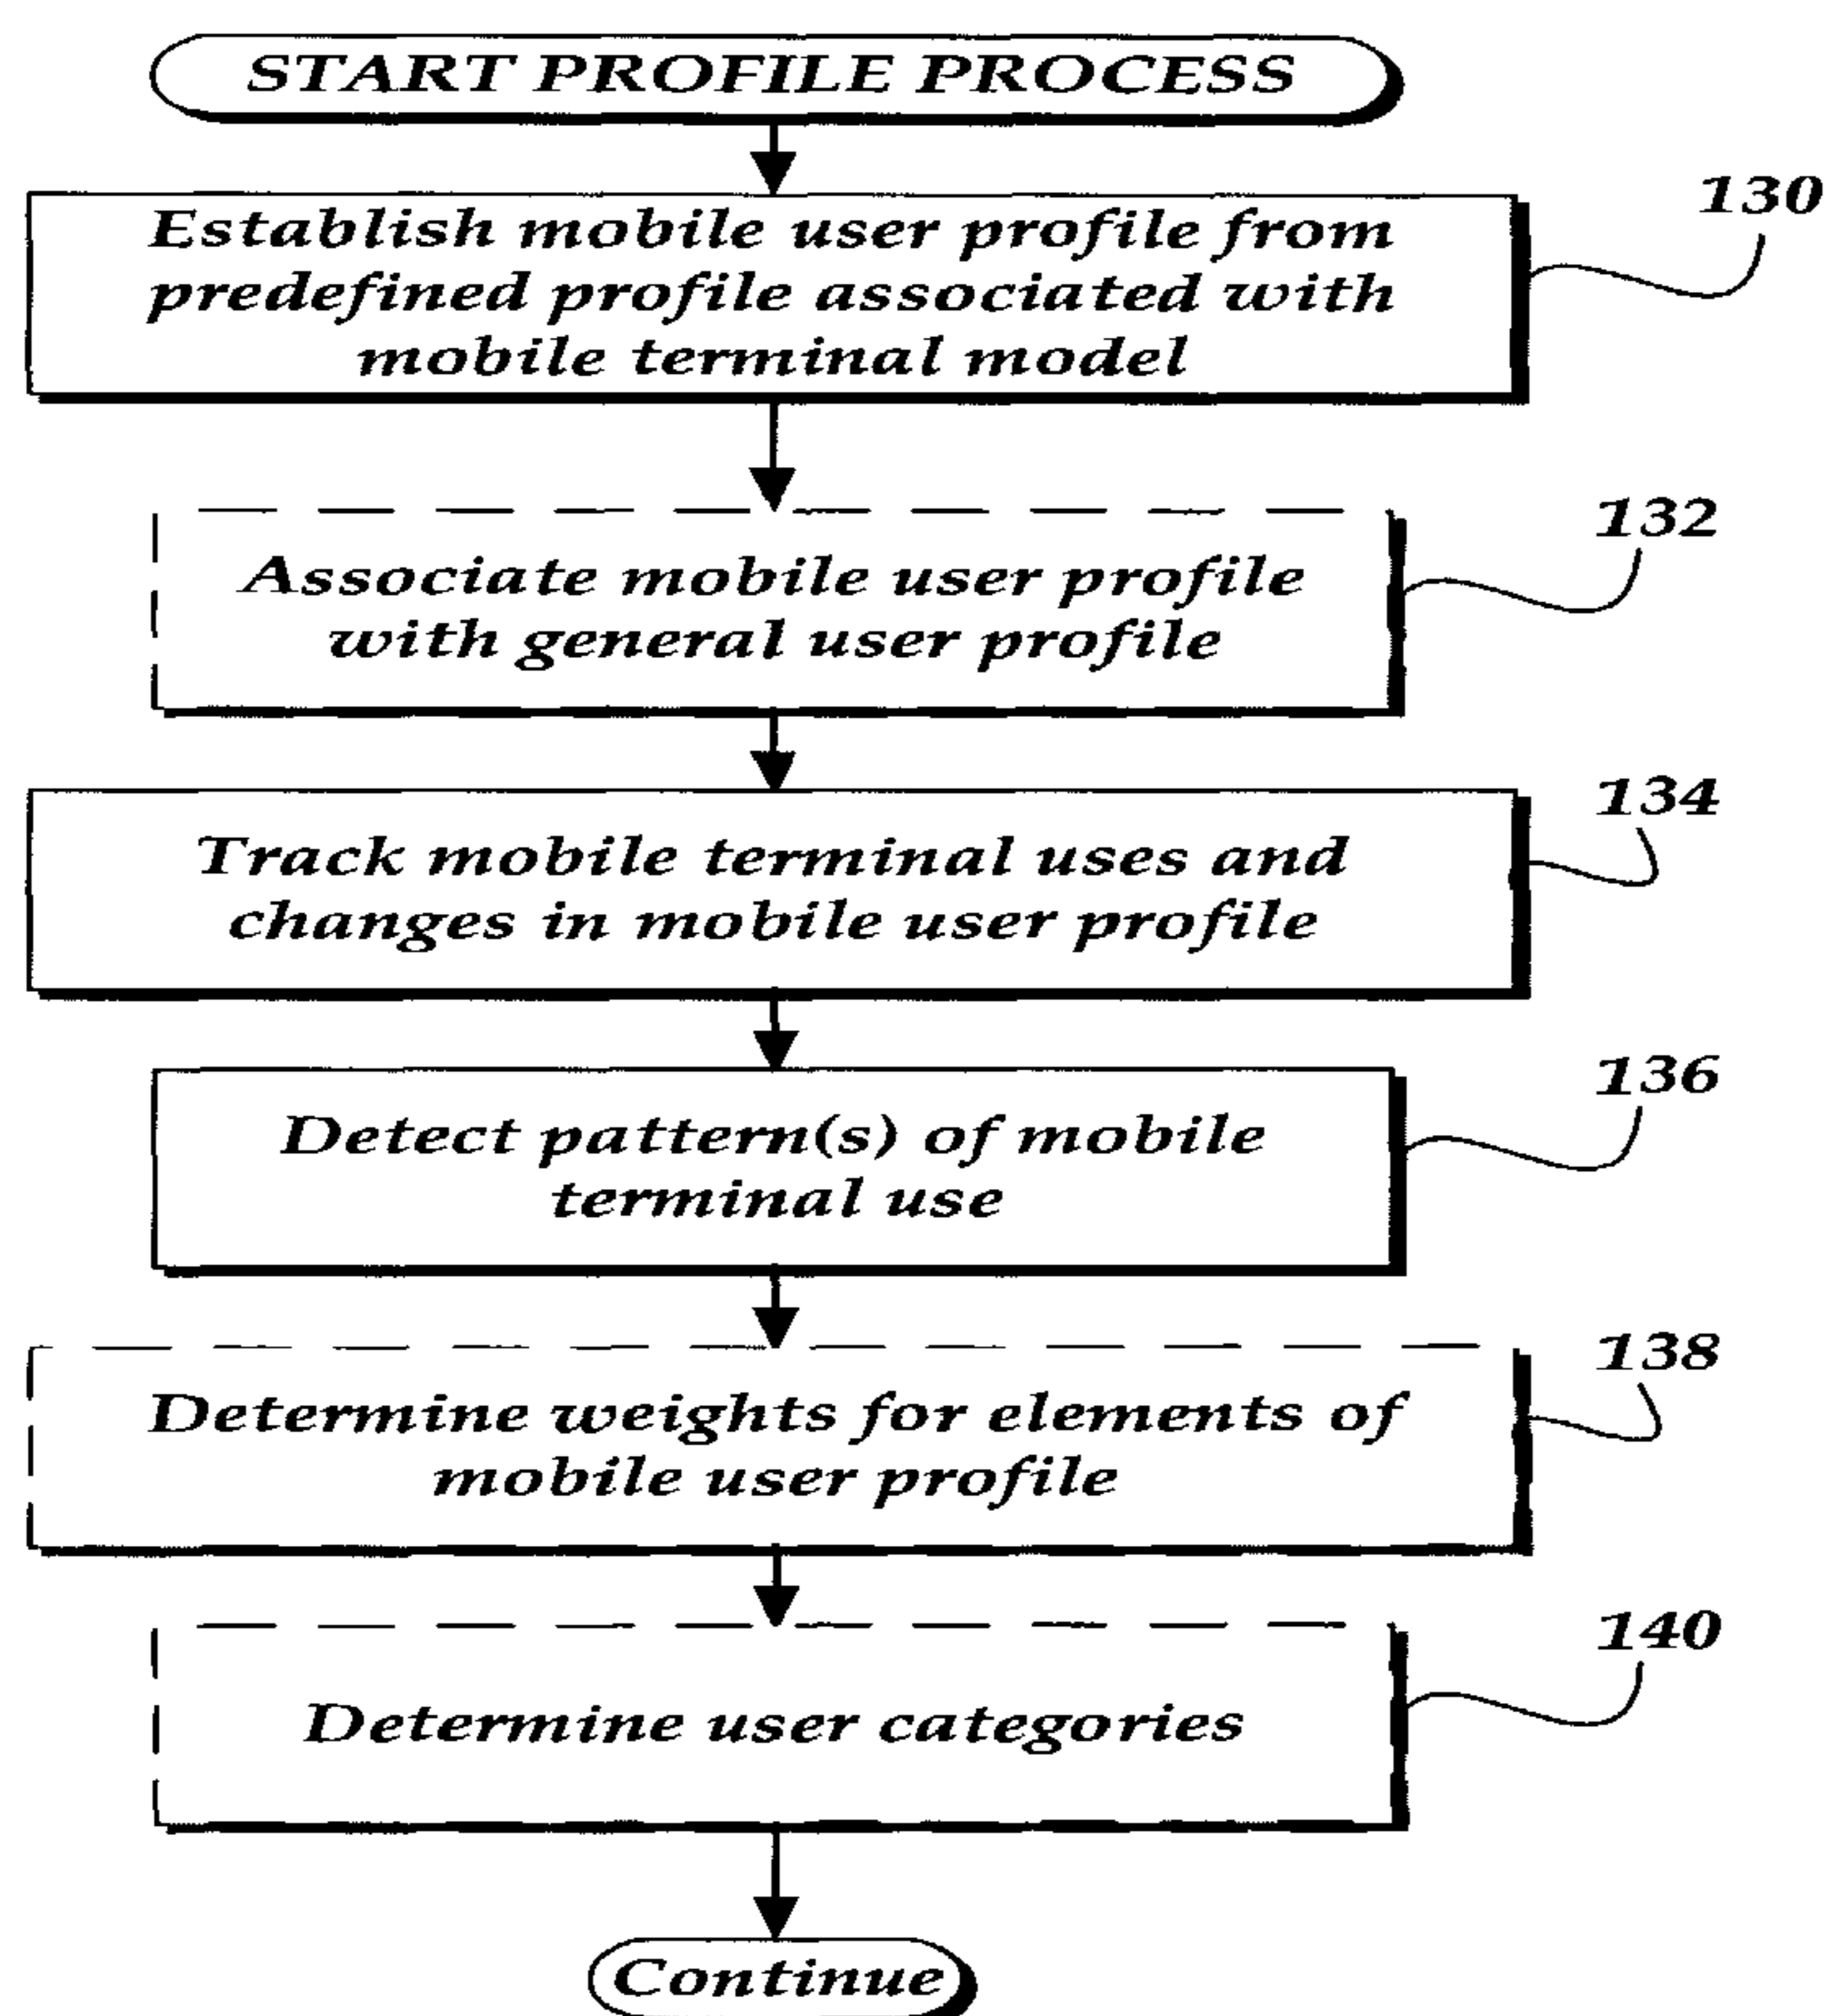 START PROFILE PROCESS
130
Establish mobile user profile from
predefined profile associated with
mobile terminal model
132
Associate mobile user profile
with general user profile
134
Track mobile terminal uses and
changes in mobile user profile
136
Detect pattern(s) of mobile
terminal use
138
Determine weights for elements of
mobile user profile
140
Determine user categories
Continue